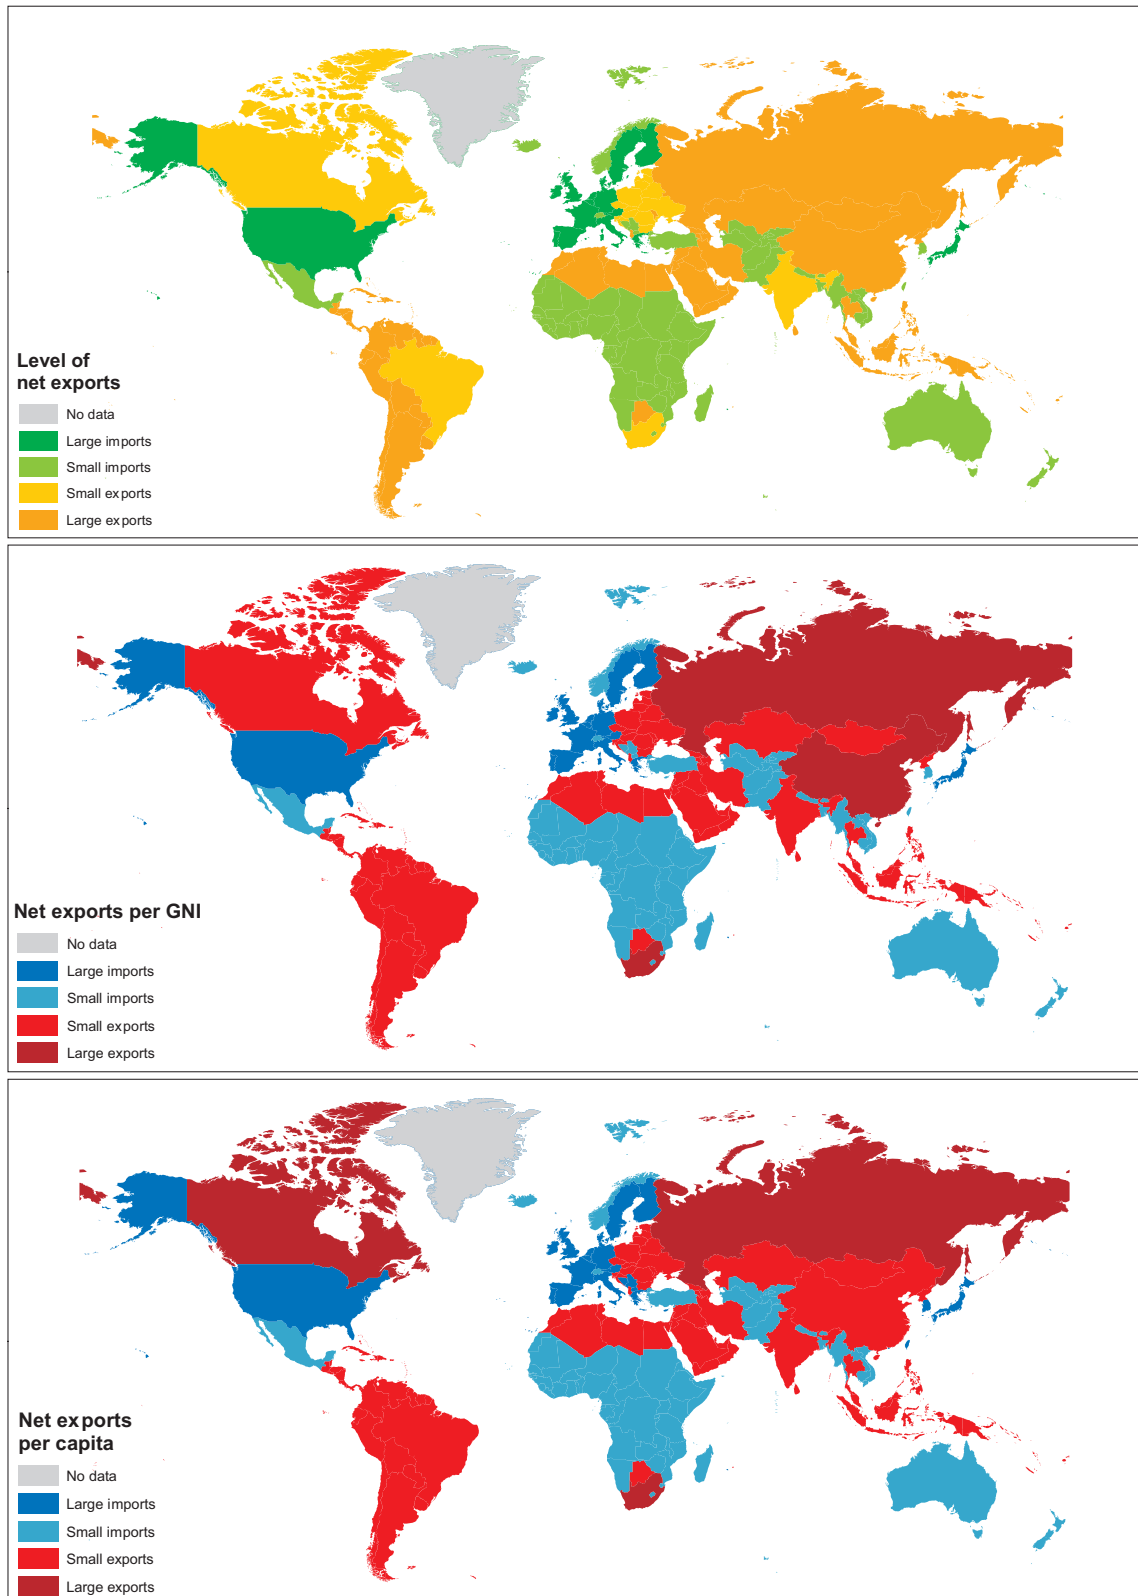 Level of
net exports
No data
Large imports
Small imports
Small exports
Large exports
Net exports per GNI
No data
Large imports
Small imports
Small exports
Large exports
Net exports
per capita
No data
Large imports
Small imports
Small exports
Large exports